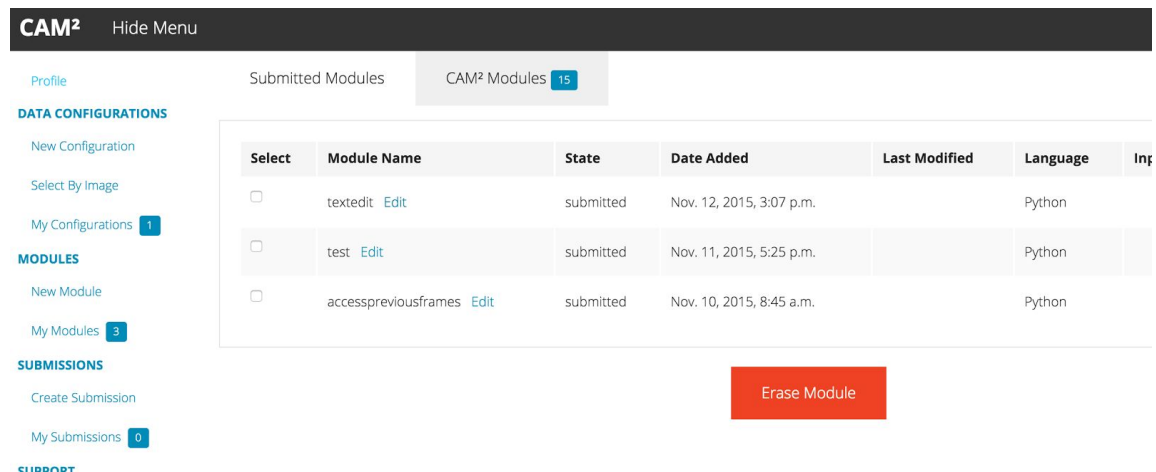 CAM² Hide Menu
Profile
DATA CONFIGURATIONS
New Configuration
Select By Image
My Configurations 1
MODULES
New Module
My Modules 3
SUBMISSIONS
Create Submission
My Submissions 0
SUPPORT
Submitted Modules CAM² Modules 15
Select Module Name State Date Added Last Modified Language Inp
textedit Edit submitted Nov. 12, 2015, 3:07 p.m. Python
test Edit submitted Nov. 11, 2015, 5:25 p.m. Python
accesspreviousframes Edit submitted Nov. 10, 2015, 8:45 a.m. Python
Erase Module